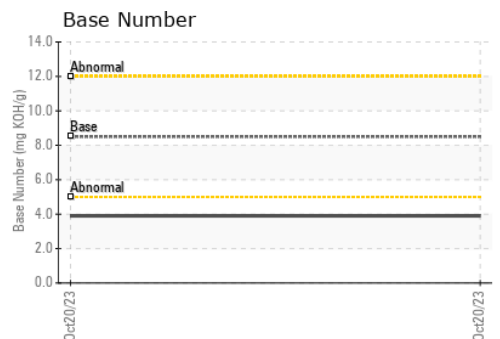 Base Number
14.0
Abnormal
12.0
10.0
Base
8.0
6.0
Abnormal
4.0
2.0
0.0
Base Number (mg KOH/g)
Oct20/23
Oct20/23